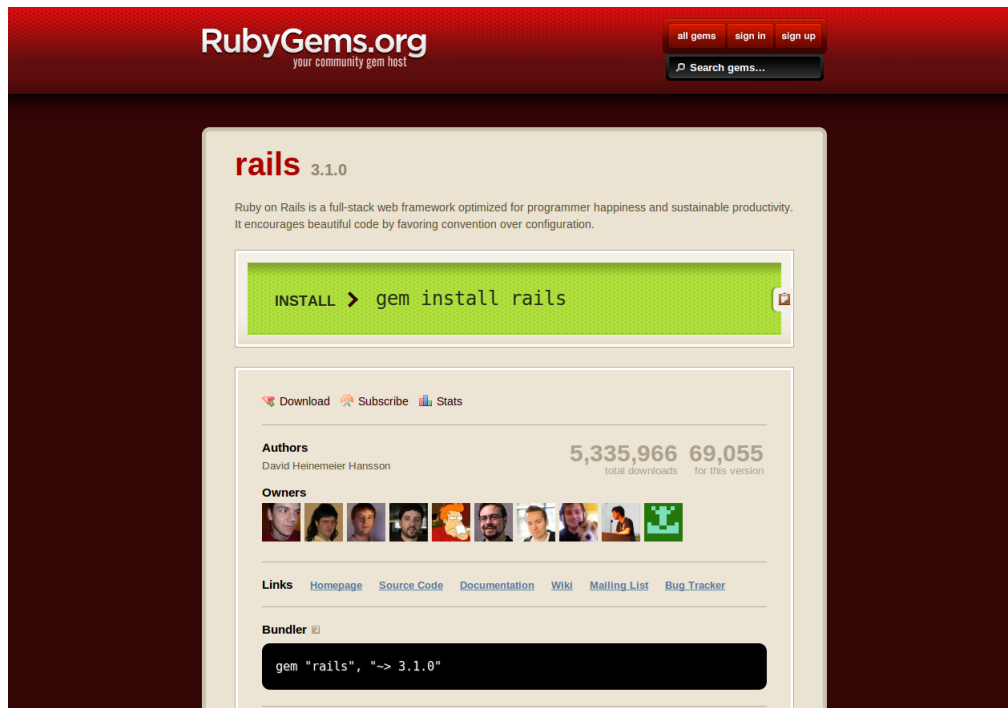 RubyGems.org
your community gem host
all gems
sign in
sign up
Search gems…
rails 3.1.0
Ruby on Rails is a full-stack web framework optimized for programmer happiness and sustainable productivity.
It encourages beautiful code by favoring convention over configuration.
INSTALL gem install rails
Download Subscribe Stats
Authors
David Heinemeier Hansson
5,335,966 69,055
total downloads for this version
Owners
Links Homepage Source Code Documentation Wiki Mailing List Bug Tracker
Bundler
gem "rails", "~> 3.1.0"